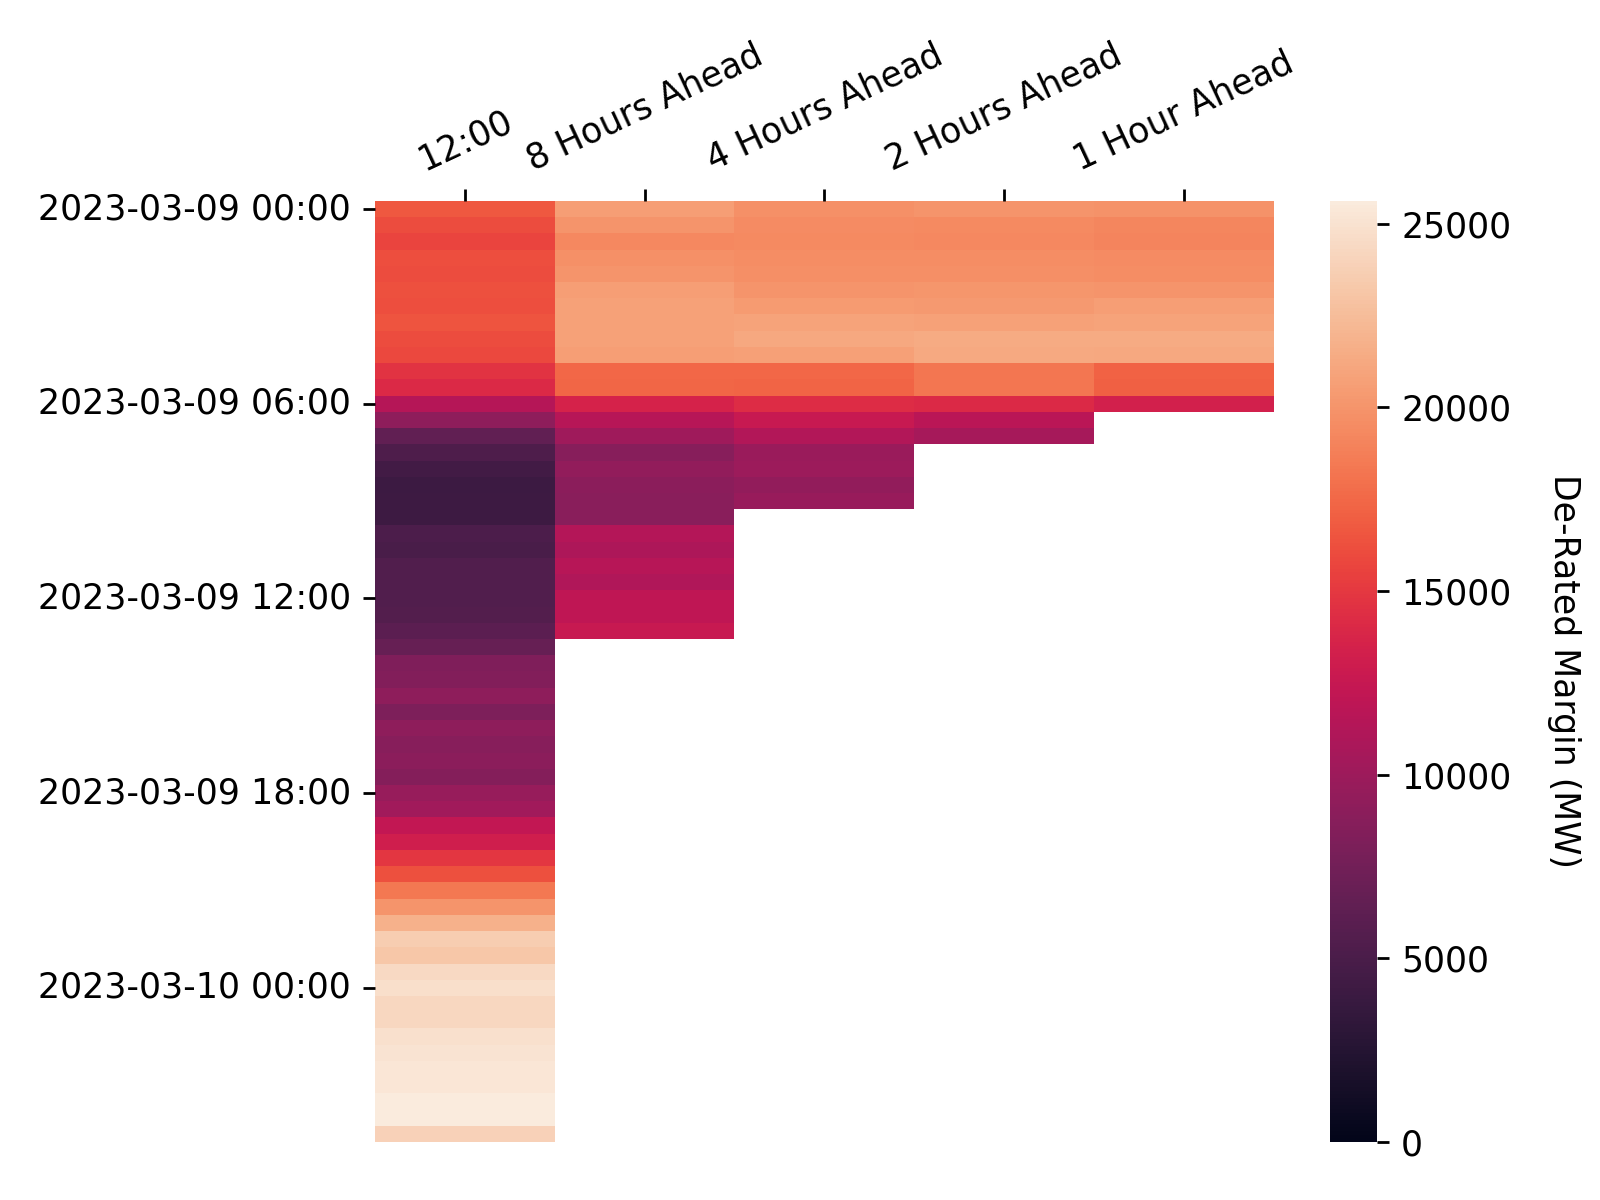 12:00
8 Hours Ahead
4 Hours Ahead
2 Hours Ahead
1 Hour Ahead
2023-03-09 00:00
2023-03-09 06:00
2023-03-09 12:00
2023-03-09 18:00
2023-03-10 00:00
25000
20000
15000
10000
5000
0
De-Rated Margin (MW)